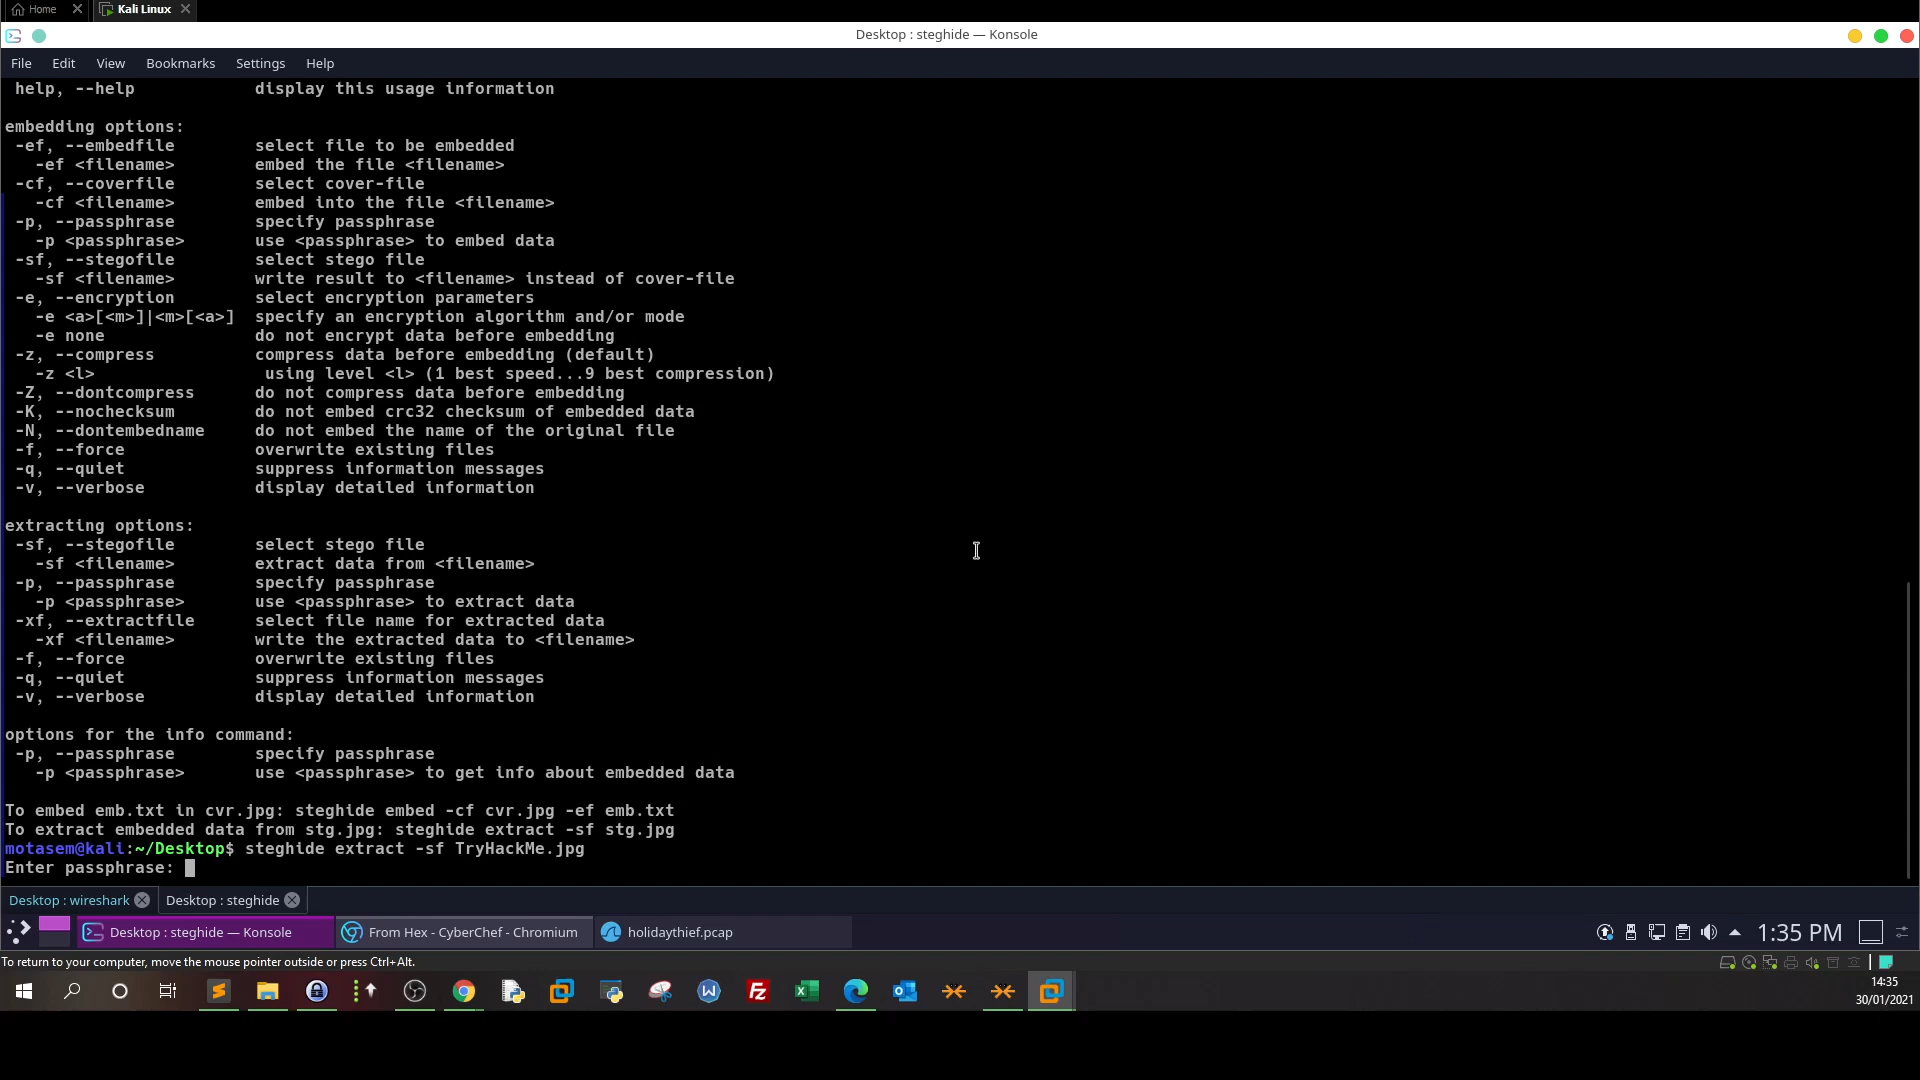 Home
Kali Linux
Desktop : steghide — Konsole
File Edit View Bookmarks Settings Help
help, --help display this usage information
embedding options:
-ef, --embedfile select file to be embedded
-ef <filename> embed the file <filename>
-cf, --coverfile select cover-file
-cf <filename> embed into the file <filename>
-p, --passphrase specify passphrase
-p <passphrase> use <passphrase> to embed data
-sf, --stegofile select stego file
-sf <filename> write result to <filename> instead of cover-file
-e, --encryption select encryption parameters
-e <a>[<m>]|<m>[<a>] specify an encryption algorithm and/or mode
-e none do not encrypt data before embedding
-z, --compress compress data before embedding (default)
-z <l> using level <l> (1 best speed...9 best compression)
-Z, --dontcompress do not compress data before embedding
-K, --nochecksum do not embed crc32 checksum of embedded data
-N, --dontembedname do not embed the name of the original file
-f, --force overwrite existing files
-q, --quiet suppress information messages
-v, --verbose display detailed information
extracting options:
-sf, --stegofile select stego file
-sf <filename> extract data from <filename>
-p, --passphrase specify passphrase
-p <passphrase> use <passphrase> to extract data
-xf, --extractfile select file name for extracted data
-xf <filename> write the extracted data to <filename>
-f, --force overwrite existing files
-q, --quiet suppress information messages
-v, --verbose display detailed information
options for the info command:
-p, --passphrase specify passphrase
-p <passphrase> use <passphrase> to get info about embedded data
To embed emb.txt in cvr.jpg: steghide embed -cf cvr.jpg -ef emb.txt
To extract embedded data from stg.jpg: steghide extract -sf stg.jpg
motasem@kali:~/Desktop$ steghide extract -sf TryHackMe.jpg
Enter passphrase:
Desktop : wireshark
Desktop : steghide
Desktop : steghide — Konsole
From Hex - CyberChef - Chromium
holidaythief.pcap
1:35 PM
To return to your computer, move the mouse pointer outside or press Ctrl+Alt.
14:35
30/01/2021